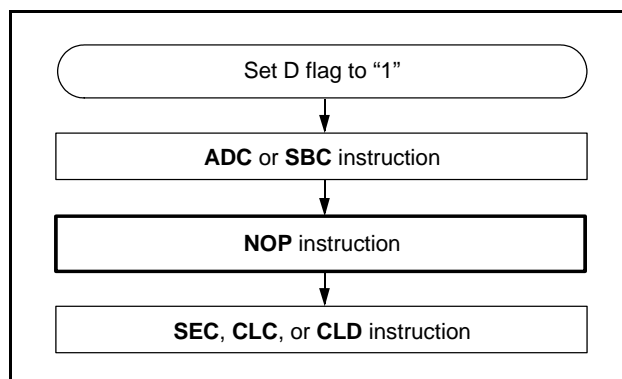 Set D flag to “1”
ADC or SBC instruction
NOP instruction
SEC, CLC, or CLD instruction